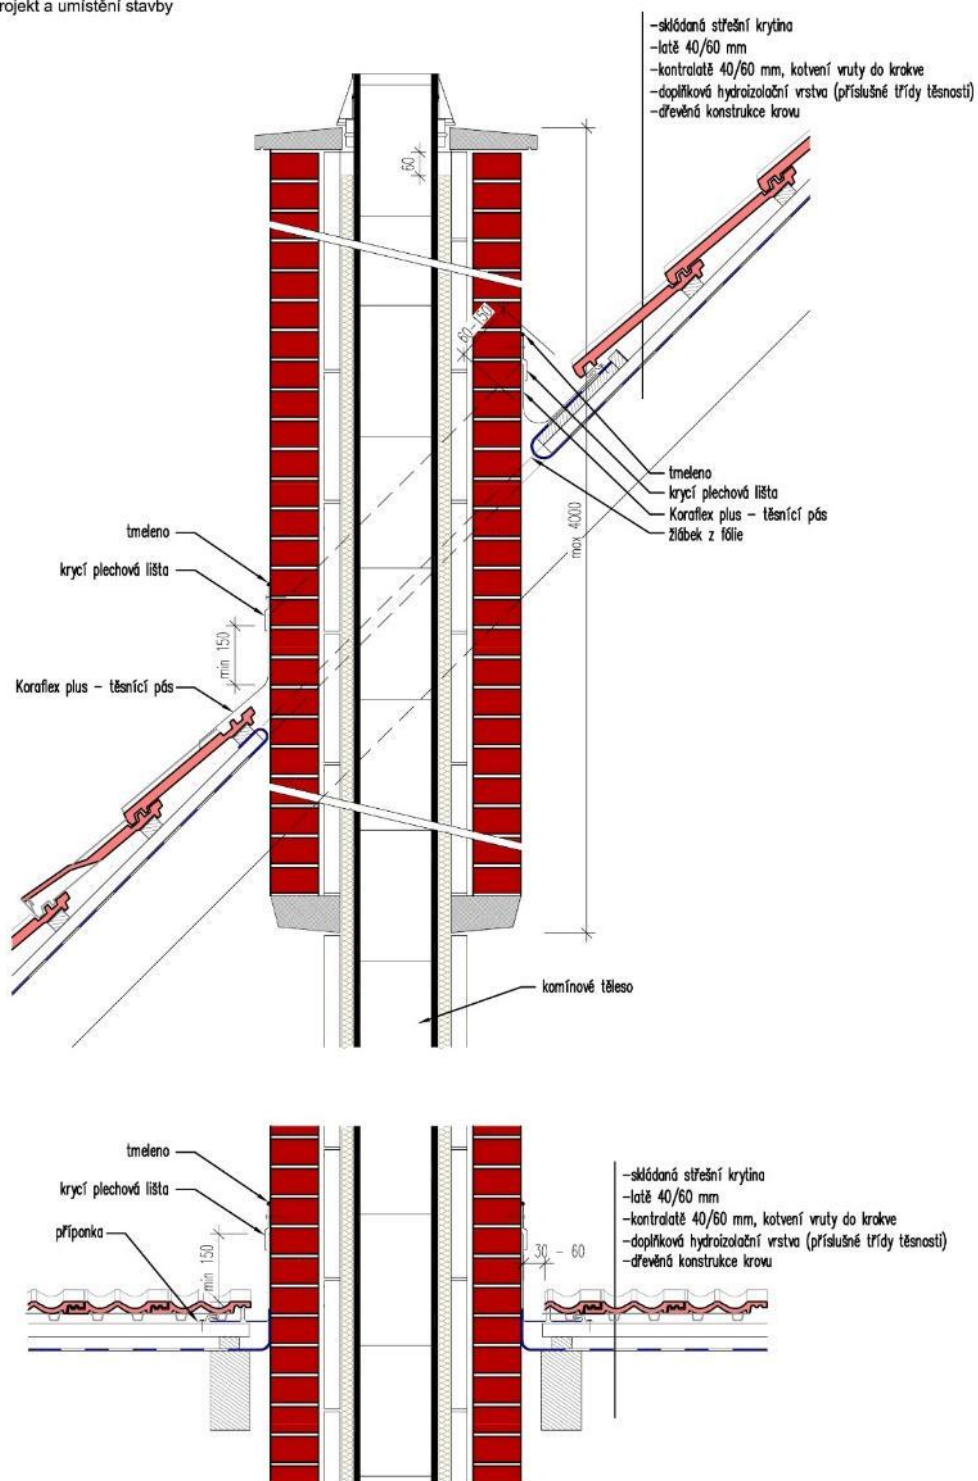 rojekt a umístění stavby
-skládaná střešní krytina
-latě 40/60 mm
-kontralatě 40/60 mm, kotvení vruty do krokve
-doplňková hydroizolační vrstva (příslušné třídy těsnosti)
-dřevěná konstrukce krovu
60
60-150
tmeleno
krycí plechová lišta
Koraflex plus - těsnící pás
žlábek z fólie
max 4000
tmeleno
krycí plechová lišta
min 150
Koraflex plus - těsnící pás
komínové těleso
tmeleno
krycí plechová lišta
příponka
min 150
30 - 60
-skládaná střešní krytina
-latě 40/60 mm
-kontralatě 40/60 mm, kotvení vruty do krokve
-doplňková hydroizolační vrstva (příslušné třídy těsnosti)
-dřevěná konstrukce krovu